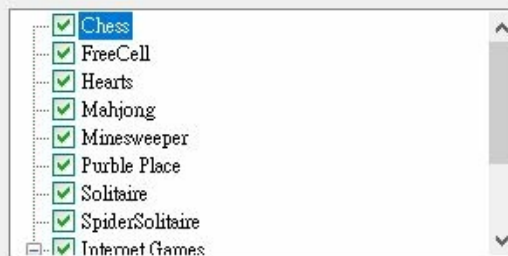 Chess
FreeCell
Hearts
Mahjong
Minesweeper
Purble Place
Solitaire
SpiderSolitaire
Internet Games